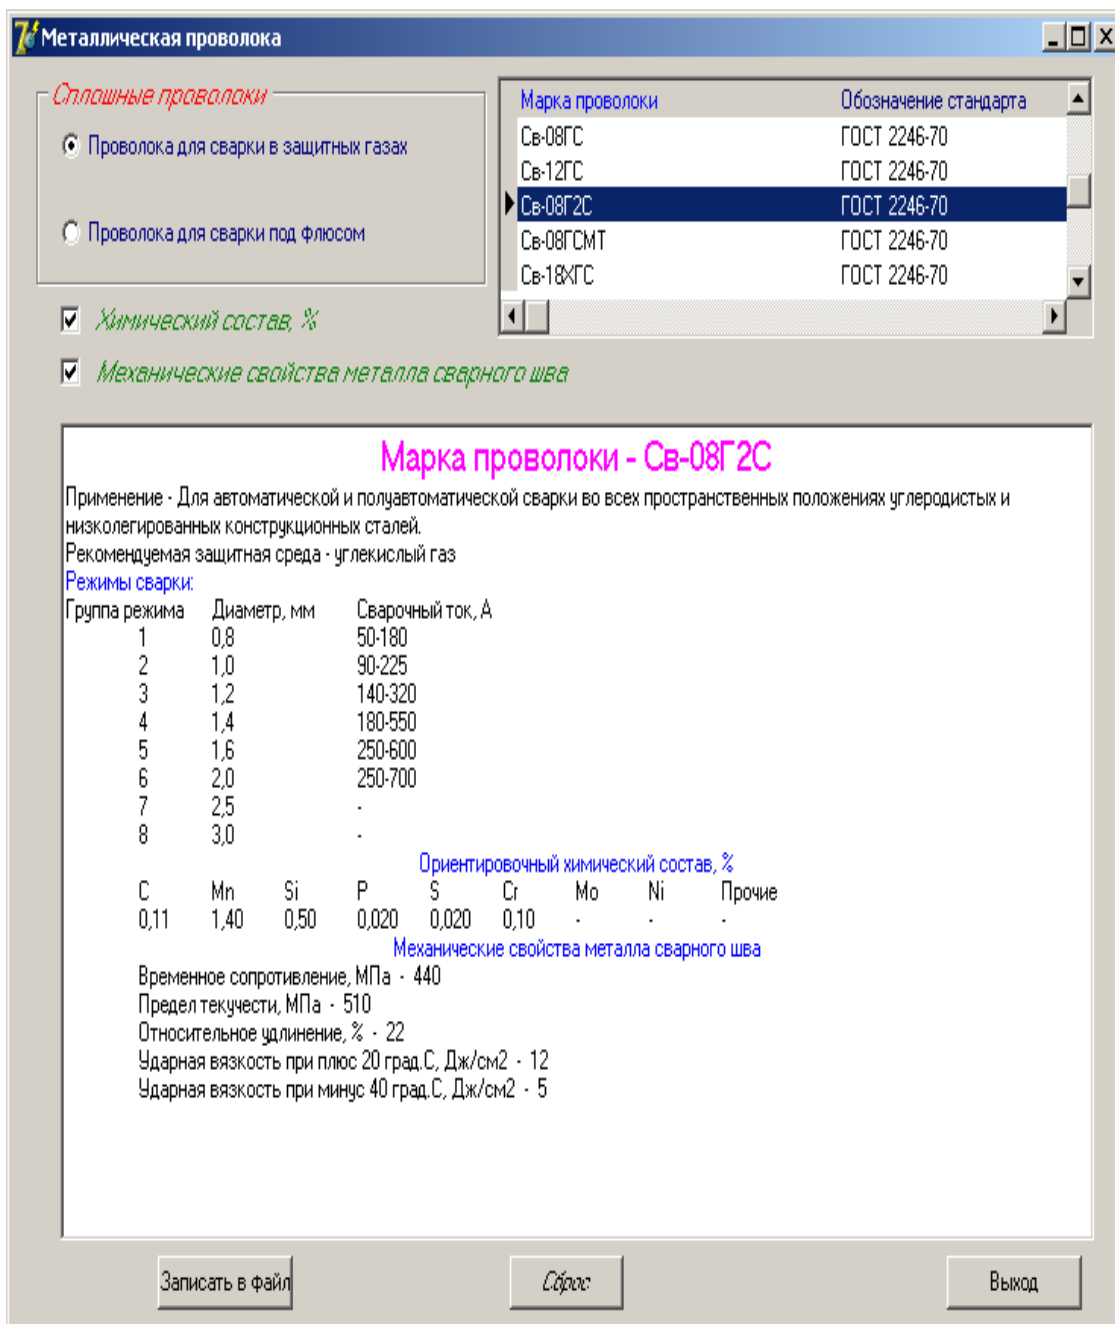 Металлическая проволока
Сплошные проволоки
Проволока для сварки в защитных газах
Проволока для сварки под флюсом
Марка проволоки Обозначение стандарта
Св-08ГС ГОСТ 2246-70
Св-12ГС ГОСТ 2246-70
Св-08Г2С ГОСТ 2246-70
Св-08ГСМТ ГОСТ 2246-70
Св-18ХГС ГОСТ 2246-70
Химический состав, %
Механические свойства металла сварного шва
Марка проволоки - Св-08Г2С
Применение - Для автоматической и полуавтоматической сварки во всех пространственных положениях углеродистых и
низколегированных конструкционных сталей.
Рекомендуемая защитная среда - углекислый газ
Режимы сварки:
Группа режима Диаметр, мм Сварочный ток, А
1 0,8 50-180
2 1,0 90-225
3 1,2 140-320
4 1,4 180-550
5 1,6 250-600
6 2,0 250-700
7 2,5 -
8 3,0 -
Ориентировочный химический состав, %
C Mn Si P S Cr Mo Ni Прочие
0,11 1,40 0,50 0,020 0,020 0,10 - - -
Механические свойства металла сварного шва
Временное сопротивление, МПа - 440
Предел текучести, МПа - 510
Относительное удлинение, % - 22
Ударная вязкость при плюс 20 град.С, Дж/см2 - 12
Ударная вязкость при минус 40 град.С, Дж/см2 - 5
Записать в файл
Сброс
Выход